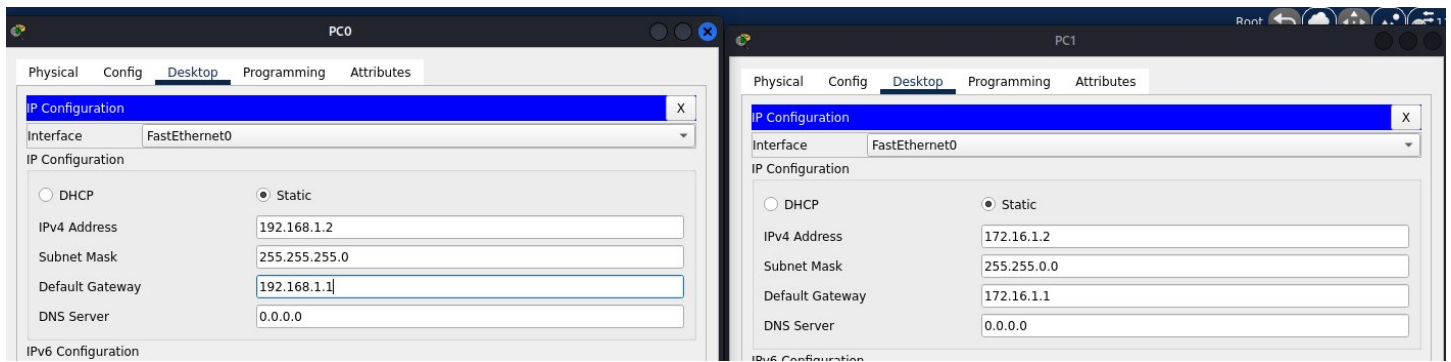 Root
PC0
Physical Config Desktop Programming Attributes
IP Configuration
X
Interface FastEthernet0
IP Configuration
DHCP Static
IPv4 Address 192.168.1.2
Subnet Mask 255.255.255.0
Default Gateway 192.168.1.1
DNS Server 0.0.0.0
IPv6 Configuration
PC1
Physical Config Desktop Programming Attributes
IP Configuration
X
Interface FastEthernet0
IP Configuration
DHCP Static
IPv4 Address 172.16.1.2
Subnet Mask 255.255.0.0
Default Gateway 172.16.1.1
DNS Server 0.0.0.0
IPv6 Configuration